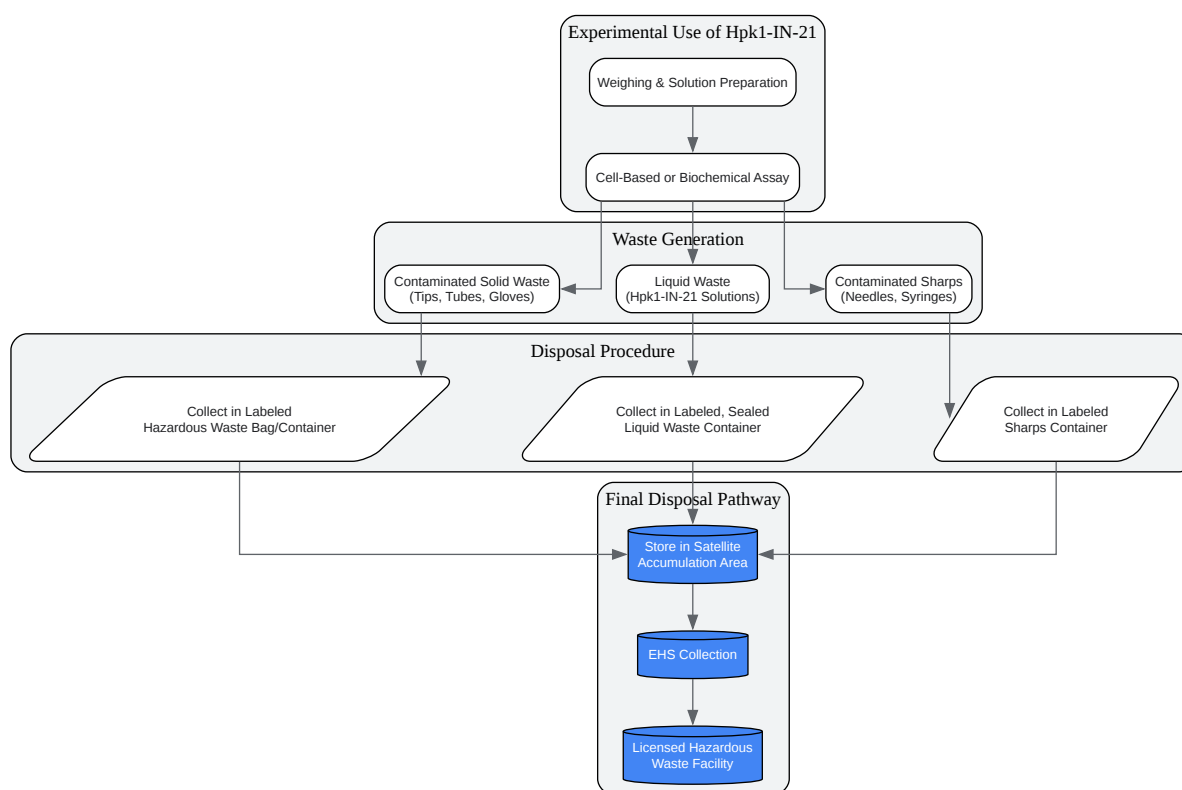 Experimental Use of Hpk1-IN-21
Weighing & Solution Preparation
Cell-Based or Biochemical Assay
Waste Generation
Contaminated Solid Waste
(Tips, Tubes, Gloves)
Liquid Waste
(Hpk1-IN-21 Solutions)
Contaminated Sharps
(Needles, Syringes)
Disposal Procedure
Collect in Labeled
Hazardous Waste Bag/Container
Collect in Labeled, Sealed
Liquid Waste Container
Collect in Labeled
Sharps Container
Final Disposal Pathway
Store in Satellite
Accumulation Area
EHS Collection
Licensed Hazardous
Waste Facility